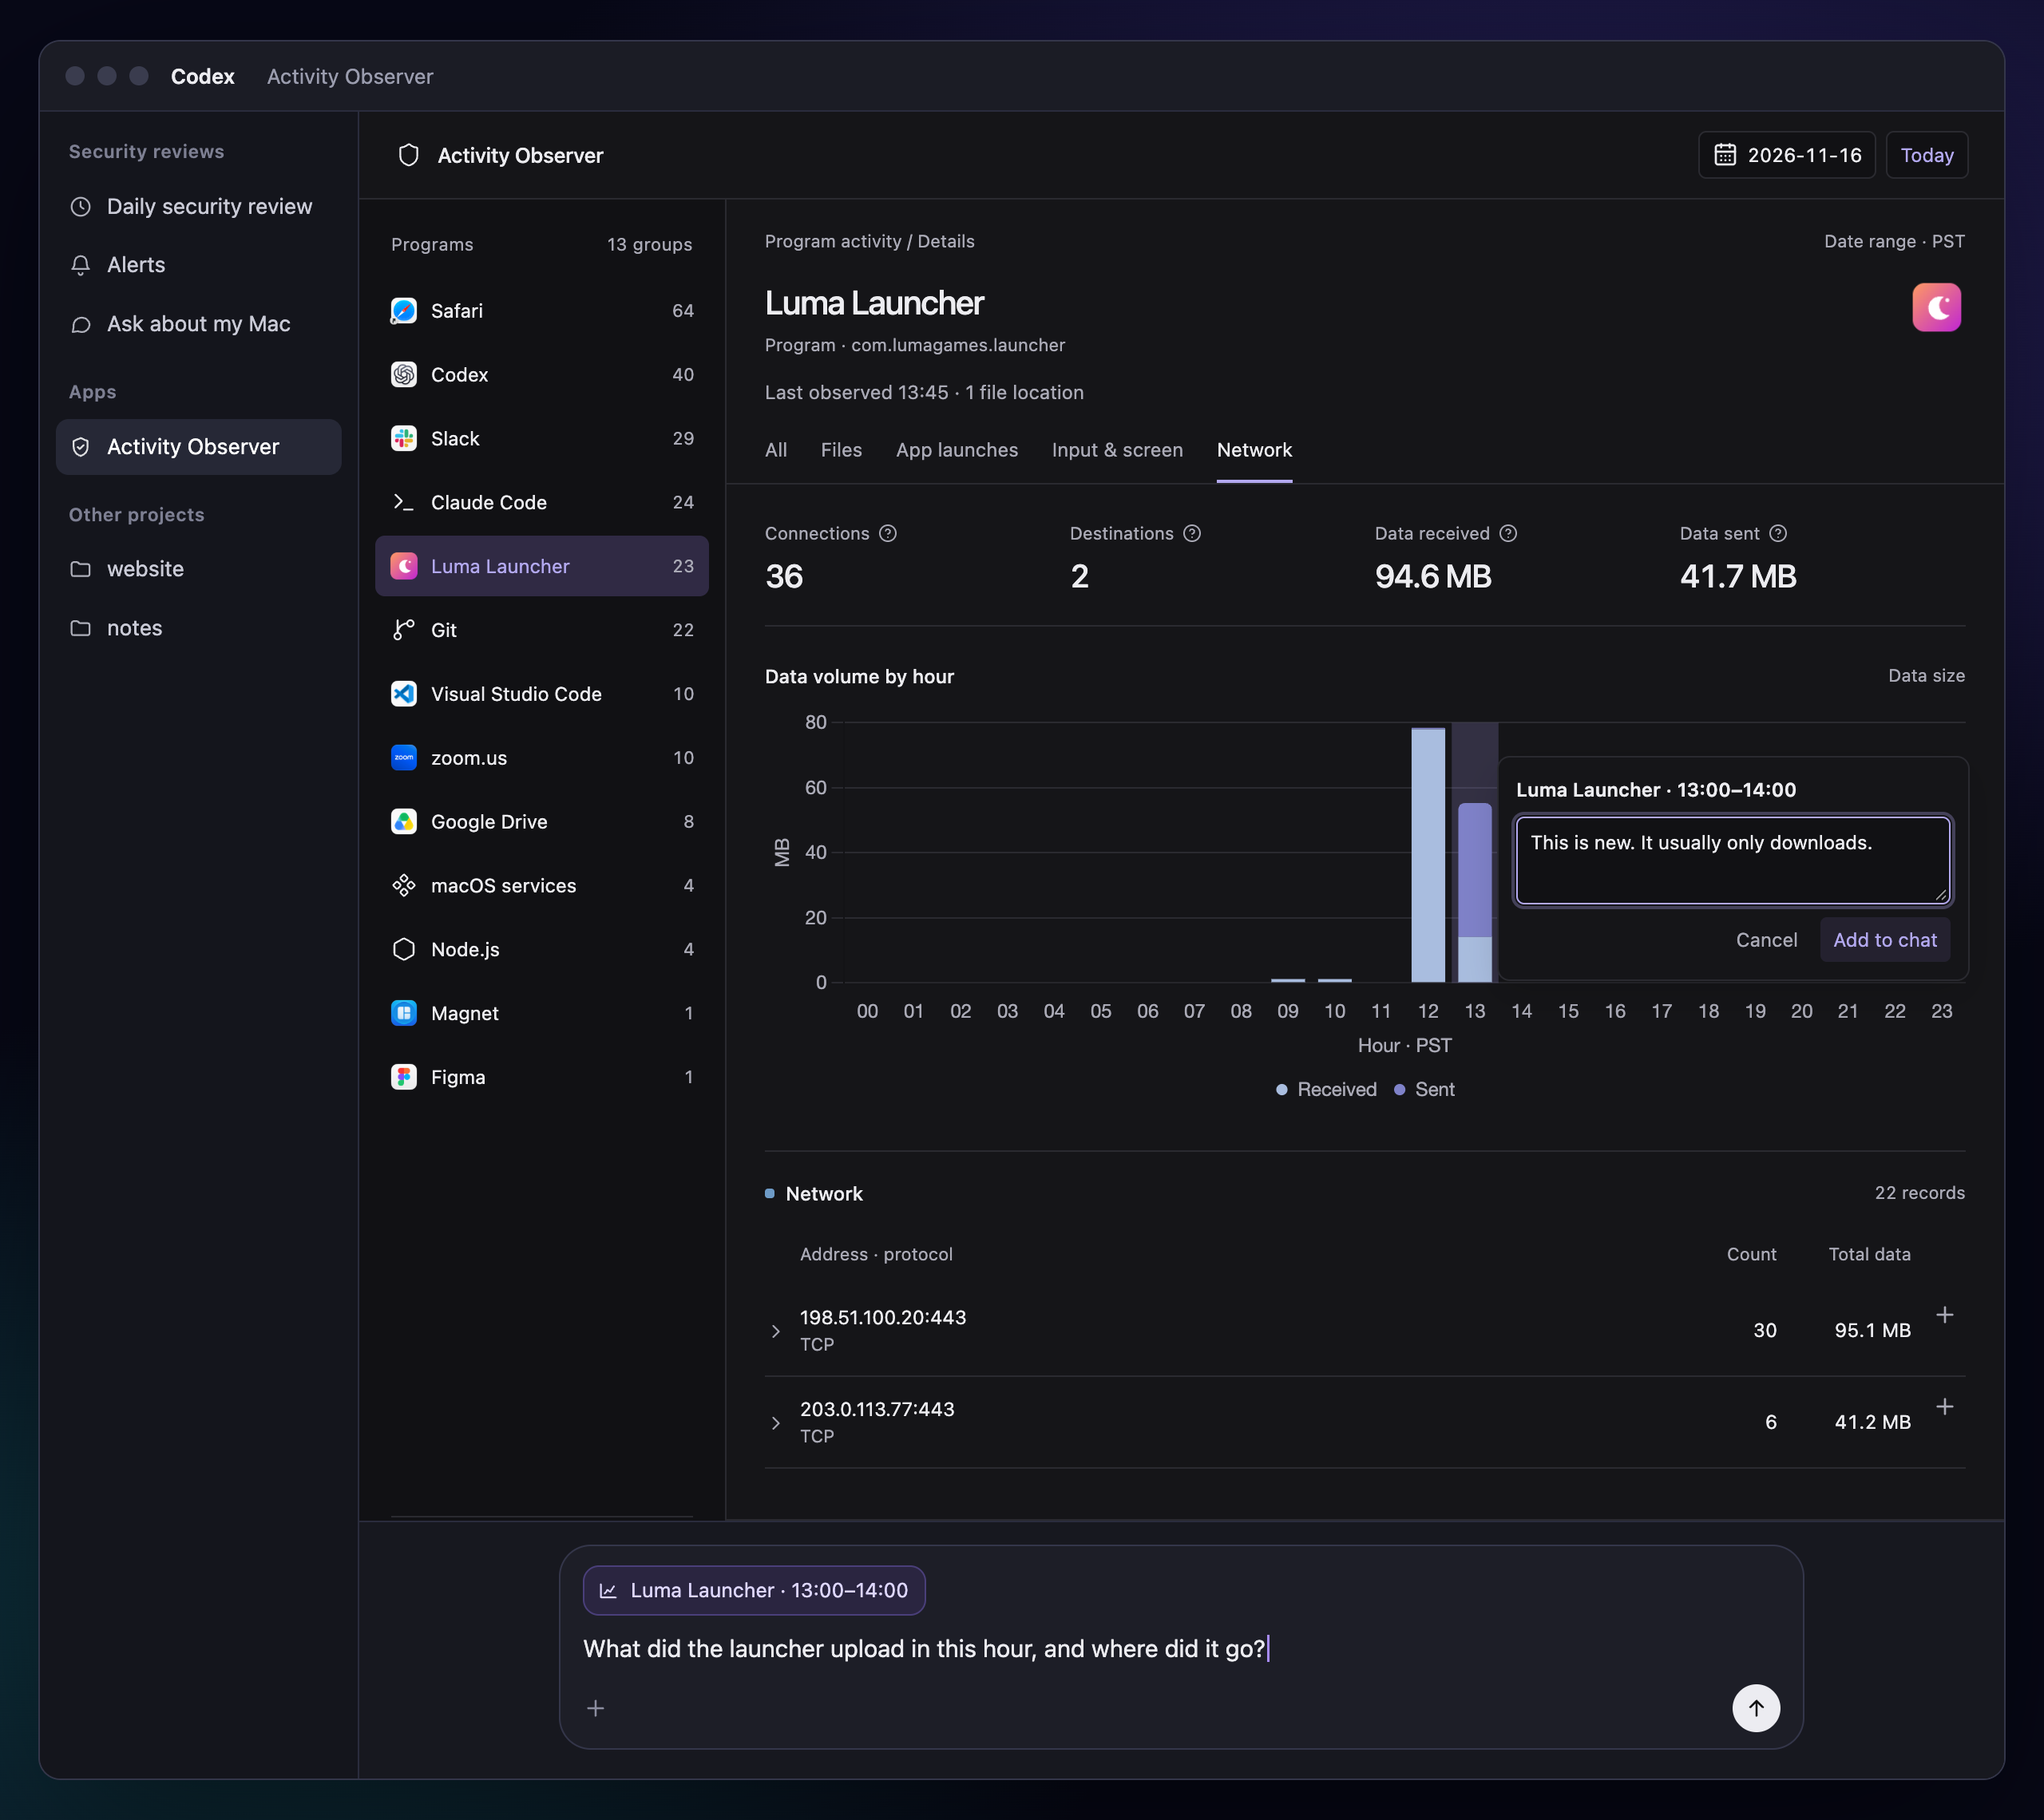 Codex Activity Observer
Security reviews
Daily security review
Alerts
Ask about my Mac
Apps
Activity Observer
Other projects
website
notes
Activity Observer
2026-11-16
Today
Programs 13 groups
Safari 64
Codex 40
Slack 29
Claude Code 24
Luma Launcher 23
Git 22
Visual Studio Code 10
zoom zoom.us 10
Google Drive 8
macOS services 4
Node.js 4
Magnet 1
Figma 1
Program activity / Details
Date range · PST
Luma Launcher
Program · com.lumagames.launcher
Last observed 13:45 · 1 file location
All Files App launches Input & screen Network
Connections ? Destinations ? Data received ? Data sent ?
36 2 94.6 MB 41.7 MB
Data volume by hour Data size
80
60
40
20
0
MB
00 01 02 03 04 05 06 07 08 09 10 11 12 13 14 15 16 17 18 19 20 21 22 23
Hour · PST
Received Sent
Luma Launcher · 13:00–14:00
This is new. It usually only downloads.
Cancel Add to chat
Network 22 records
Address · protocol Count Total data
198.51.100.20:443
TCP
30 95.1 MB
203.0.113.77:443
TCP
6 41.2 MB
Luma Launcher · 13:00–14:00
What did the launcher upload in this hour, and where did it go?